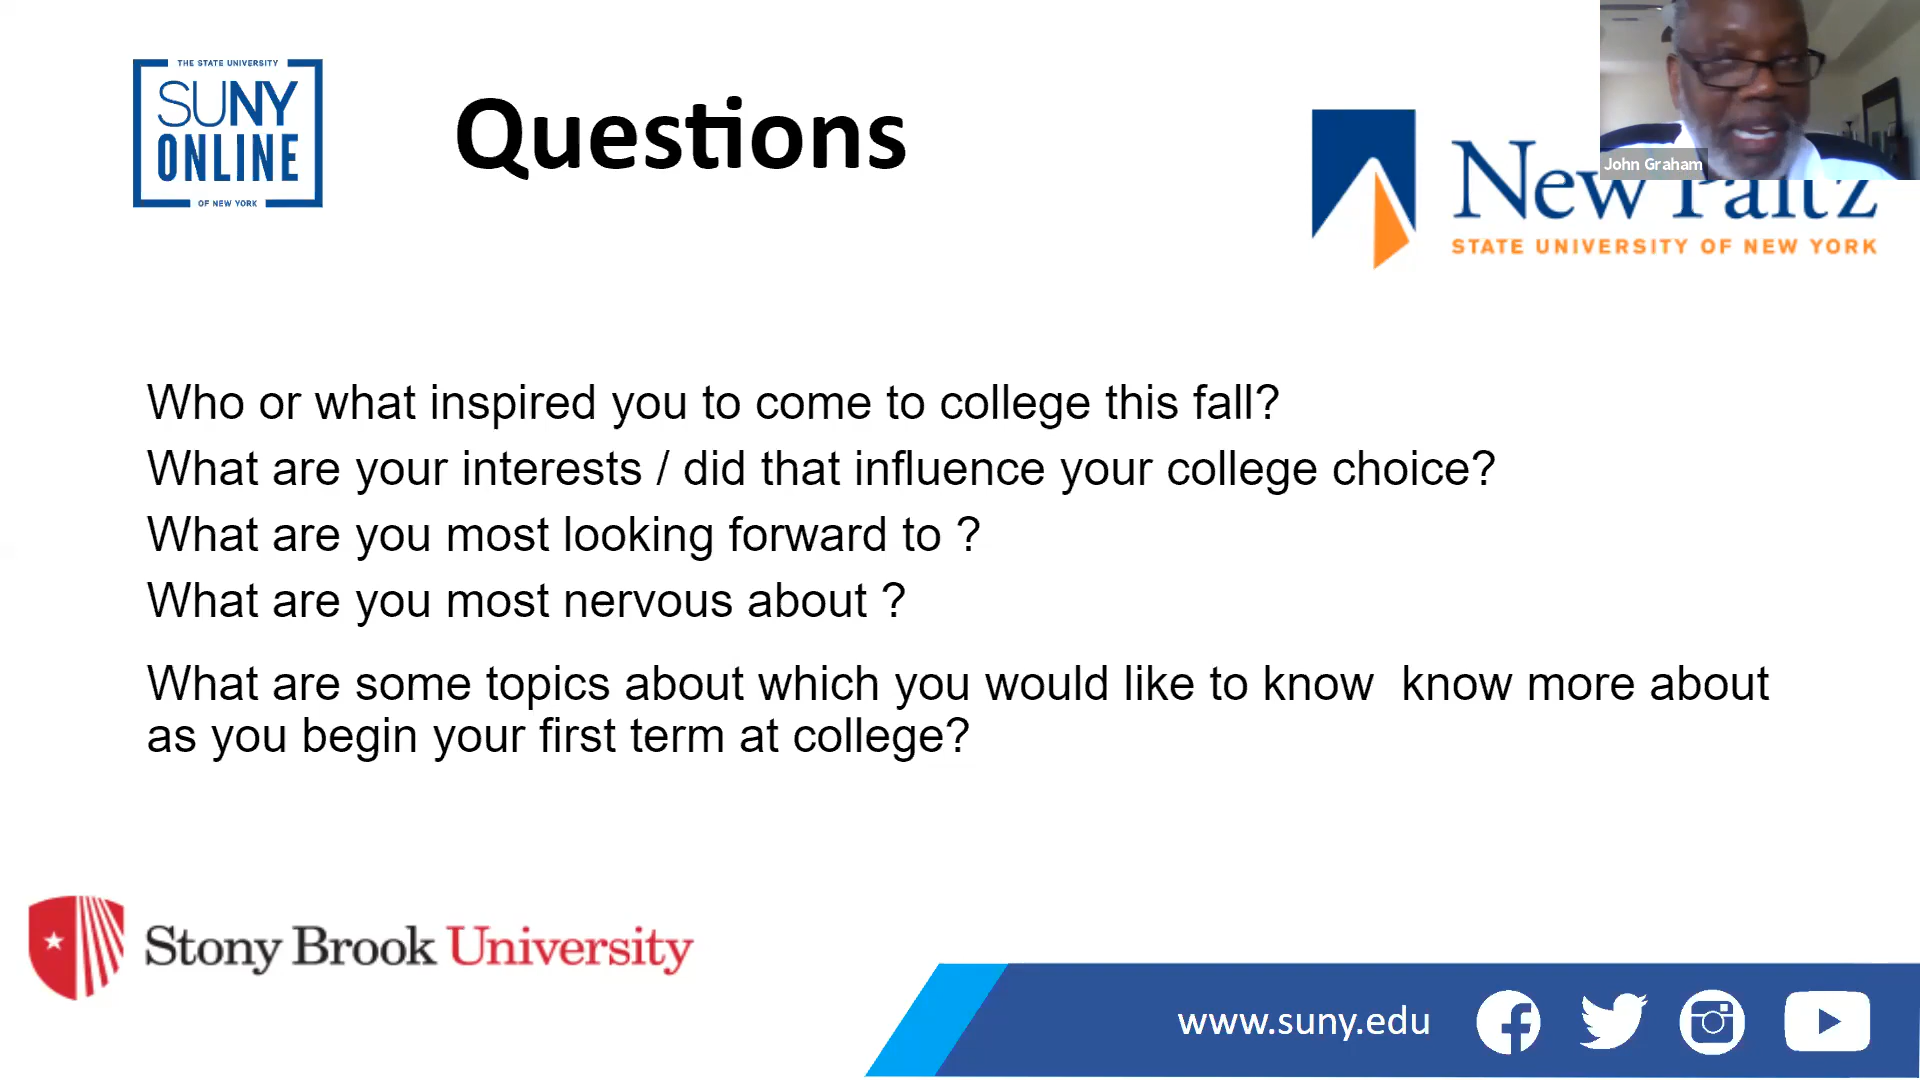 THE STATE UNIVERSITY
SUNY
ONLINE
OF NEW YORK
Questions
John Graham
New Paltz
STATE UNIVERSITY OF NEW YORK
Who or what inspired you to come to college this fall?
What are your interests / did that influence your college choice?
What are you most looking forward to ?
What are you most nervous about ?
What are some topics about which you would like to know  know more about
as you begin your first term at college?
Stony Brook University
www.suny.edu